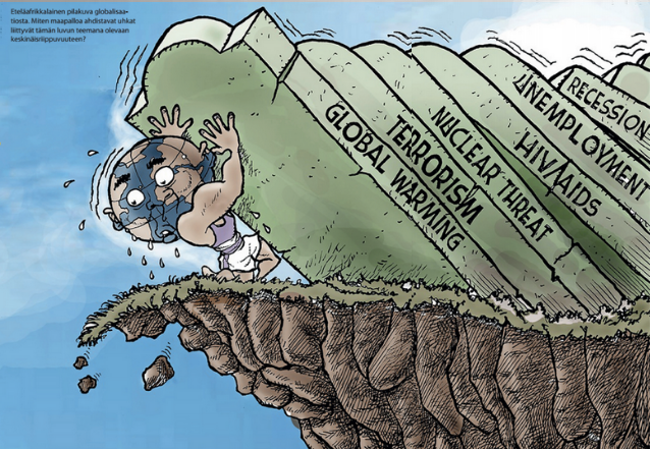 Eteläafrikkalainen pilakuva globalisaa-
tiosta. Miten maapalloa ahdistavat uhkat
liittyvät tämän luvun teemana olevaan
keskinäisriippuvuuteen?
GLOBAL WARMING
TERRORISM
NUCLEAR THREAT
HIV/AIDS
UNEMPLOYMENT
RECESSION